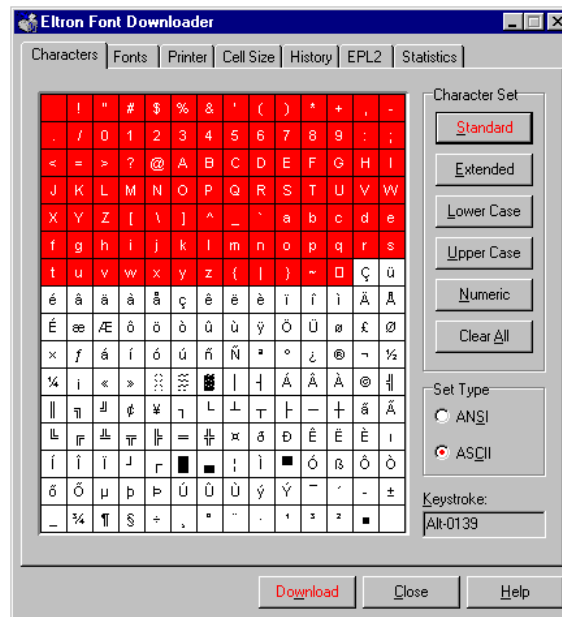 Eltron Font Downloader
Characters Fonts Printer Cell Size History EPL2 Statistics
! " # $ % & ' ( ) * + , -
. / 0 1 2 3 4 5 6 7 8 9 : ;
< = > ? @ A B C D E F G H I
J K L M N O P Q R S T U V W
X Y Z [ \ ] ^ _ ` a b c d e
f g h i j k l m n o p q r s
t u v w x y z { | } ~ □ Ç ü
é â ä à å ç ê ë è ï î ì Ä Å
É æ Æ ô ö ò û ù ÿ Ö Ü ø £ Ø
× ƒ á í ó ú ñ Ñ ª º ¿ ® ¬ ½
¼ ¡ « » ░ ▒ ▓ │ ┤ Á Â À © ╣
║ ╗ ╝ ¢ ¥ ┐ └ ┴ ┬ ├ ─ ┼ ã Ã
╚ ╔ ╩ ╦ ╠ ═ ╬ ¤ ð Ð Ê Ë È ı
Í Î Ï ┘ ┌ █ ▄ ¦ Ì ▀ Ó ß Ô Ò
õ Õ µ þ Þ Ú Û Ù ý Ý ¯ ´ - ±
_ ¾ ¶ § ÷ ¸ ° ¨ · ¹ ³ ² ■
Character Set
Standard
Extended
Lower Case
Upper Case
Numeric
Clear All
Set Type
ANSI
ASCII
Keystroke:
Alt-0139
Download Close Help